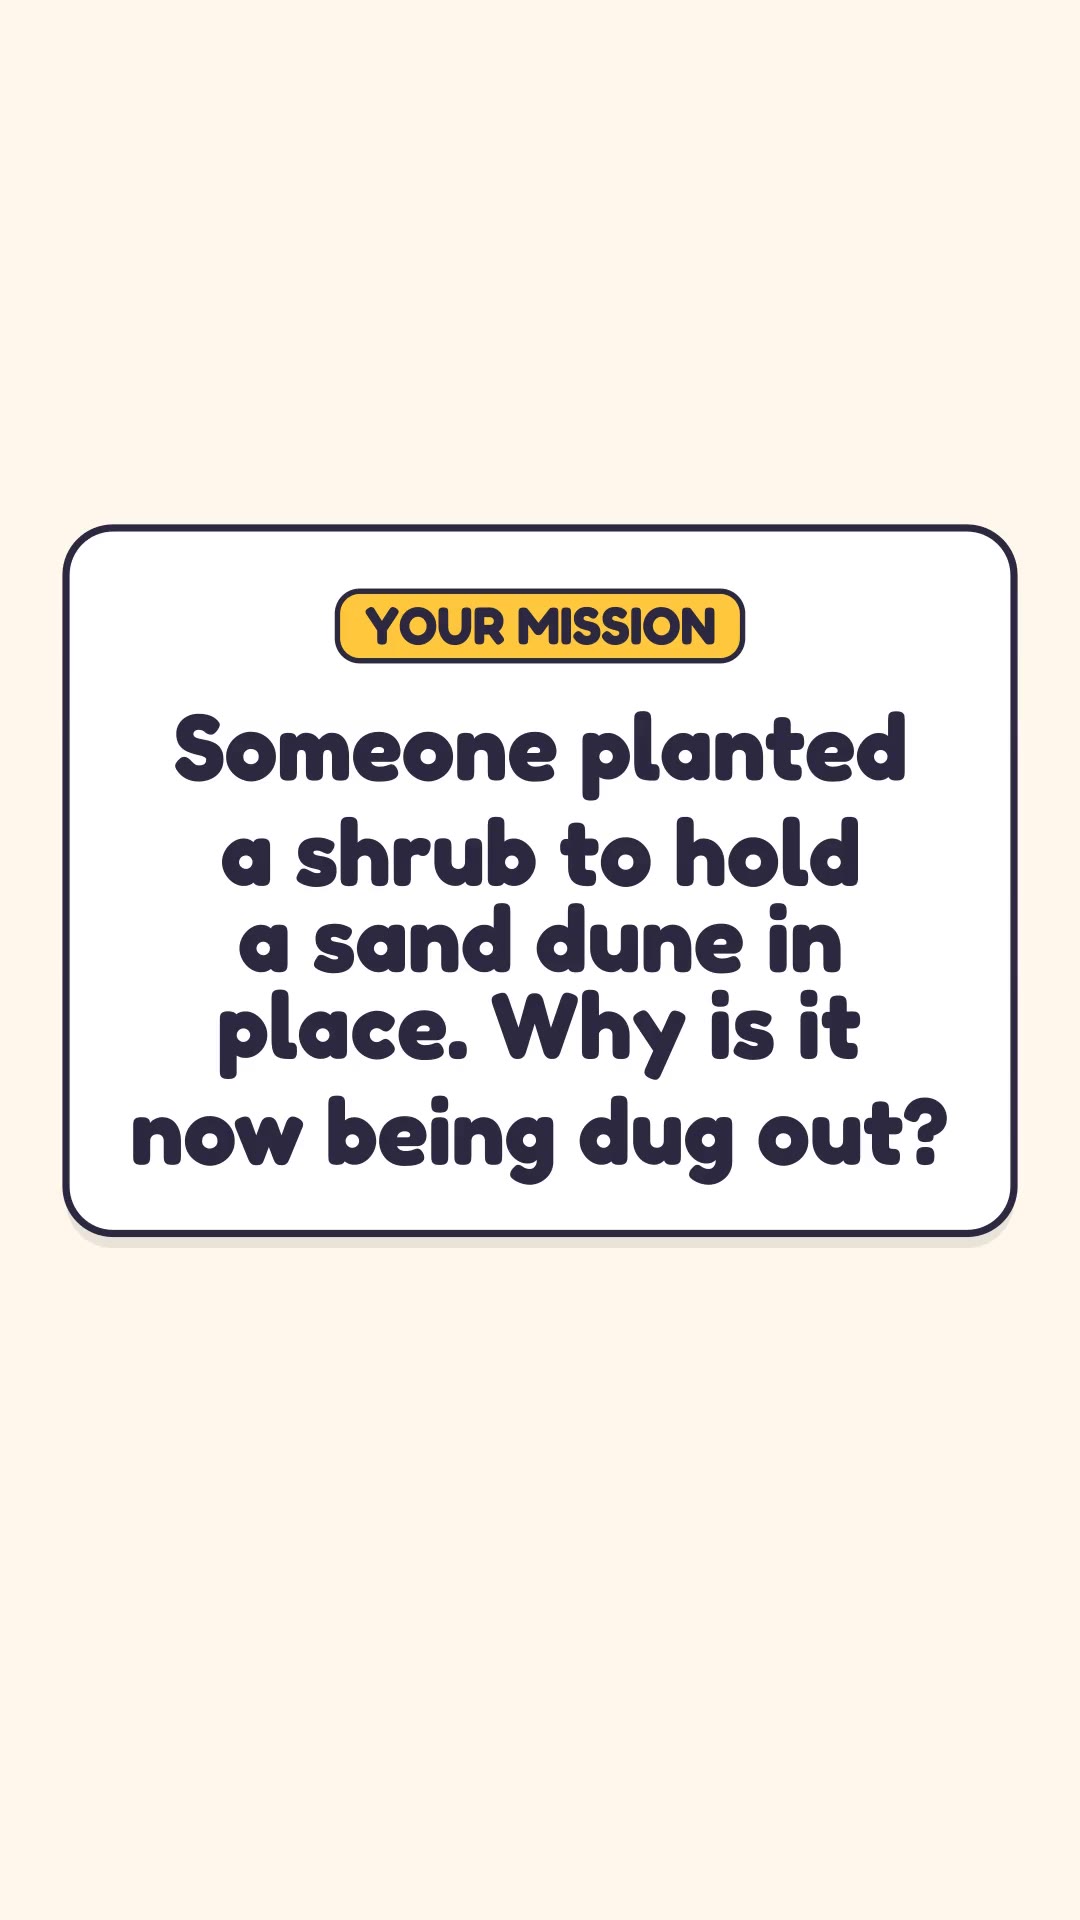 YOUR MISSION
Someone planted
a shrub to hold
a sand dune in
place. Why is it
now being dug out?